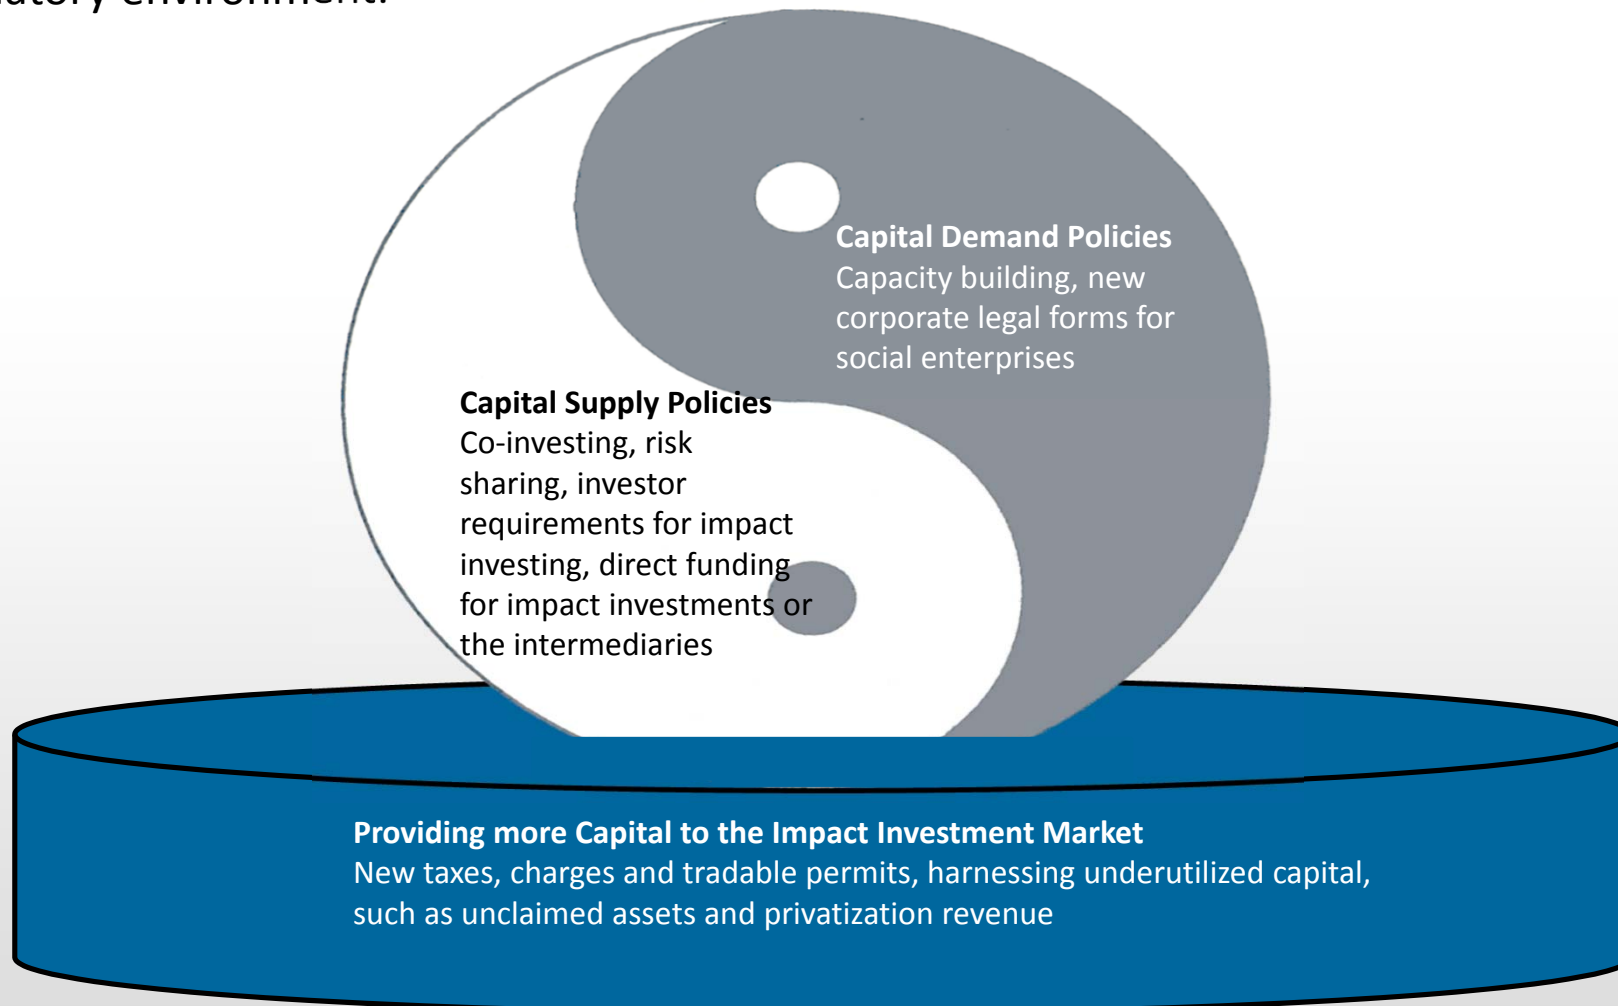 environment.
Capital Demand Policies
Capacity building, new
corporate legal forms for
social enterprises
Capital Supply Policies
Co-investing, risk
sharing, investor
requirements for impact
investing, direct funding
for impact investments or
the intermediaries
Providing more Capital to the Impact Investment Market
New taxes, charges and tradable permits, harnessing underutilized capital,
such as unclaimed assets and privatization revenue